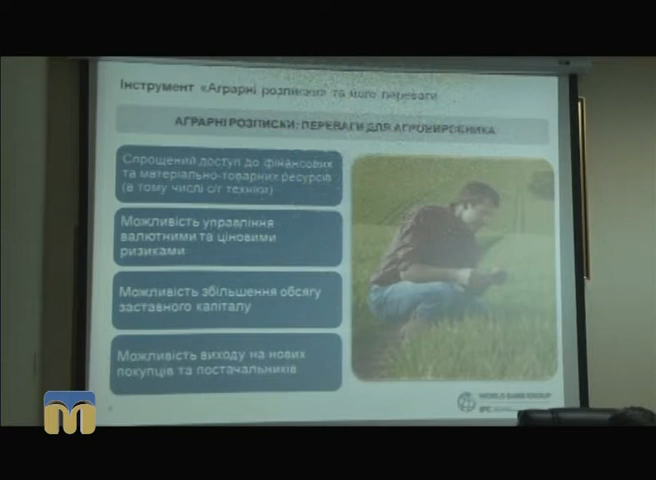 Інструмент «Аграрні розписки» та його переваги
АГРАРНІ РОЗПИСКИ: ПЕРЕВАГИ ДЛЯ АГРОВИРОБНИКА
Спрощений доступ до фінансових
та матеріально-товарних ресурсів
(в тому числі с/г техніки)
Можливість управління
валютними та ціновими
ризиками
Можливість збільшення обсягу
заставного капіталу
Можливість виходу на нових
покупців та постачальників
WORLD BANK GROUP
IFC
M